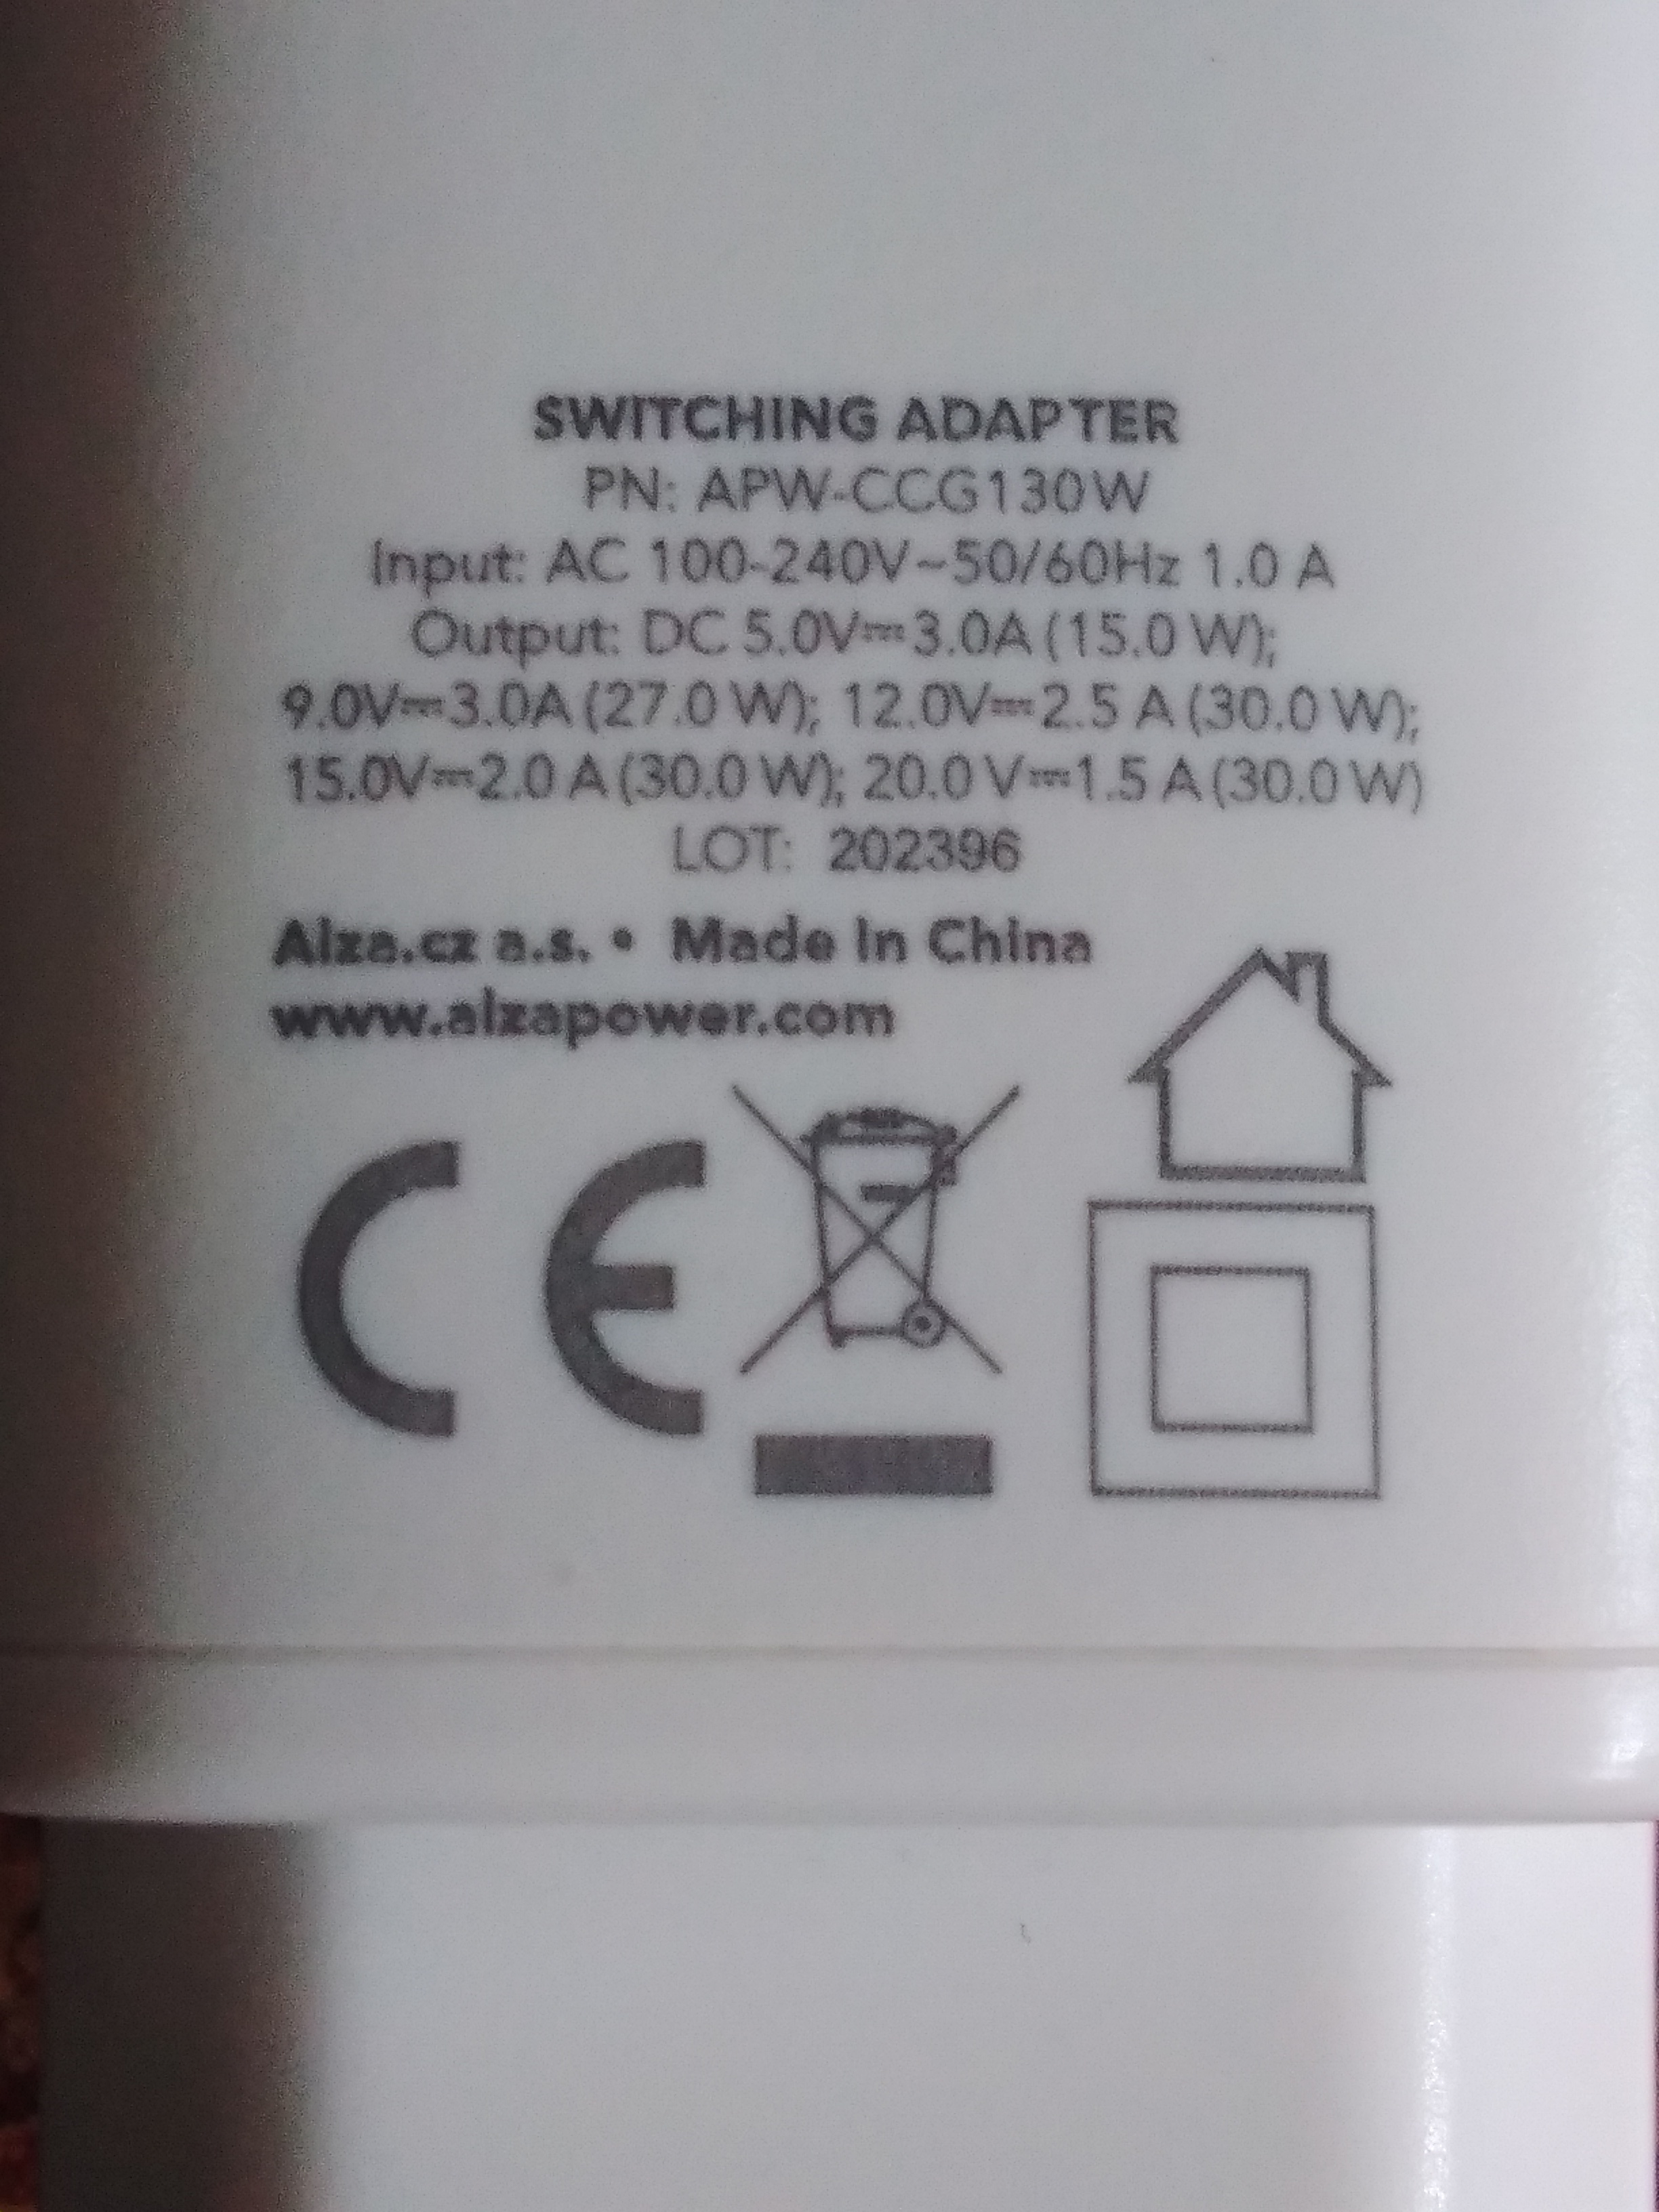 SWITCHING ADAPTER
PN: APW-CCG130W
Input: AC 100-240V~50/60Hz 1.0 A
Output: DC 5.0V⎓3.0A (15.0 W);
9.0V⎓3.0A (27.0 W); 12.0V⎓2.5 A (30.0 W);
15.0V⎓2.0 A (30.0 W); 20.0 V⎓1.5 A (30.0 W)
LOT: 202396
Alza.cz a.s. • Made In China
www.alzapower.com
CE